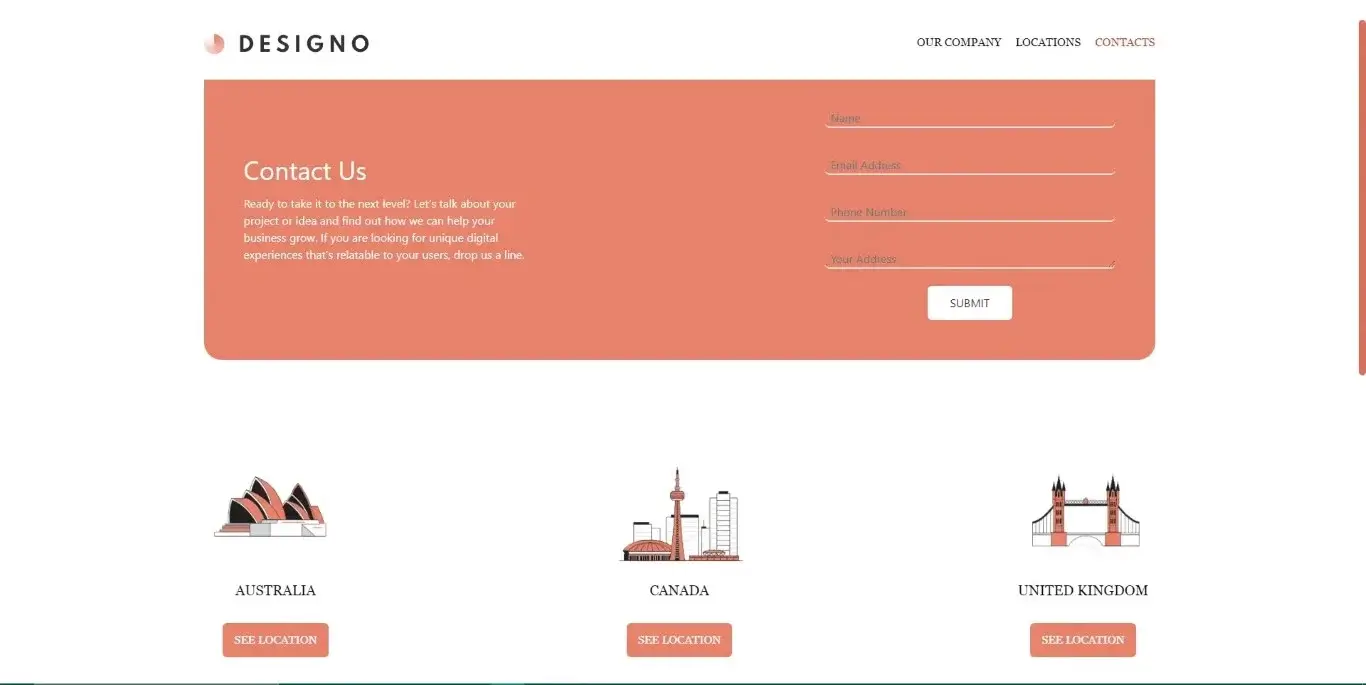 DESIGNO
OUR COMPANY LOCATIONS CONTACTS
Contact Us
Ready to take it to the next level? Let's talk about your
project or idea and find out how we can help your
business grow. If you are looking for unique digital
experiences that's relatable to your users, drop us a line.
Name
Email Address
Phone Number
Your Address
SUBMIT
AUSTRALIA
SEE LOCATION
CANADA
SEE LOCATION
UNITED KINGDOM
SEE LOCATION